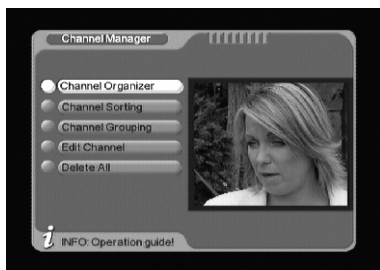 Channel Manager
Channel Organizer
Channel Sorting
Channel Grouping
Edit Channel
Delete All
i INFO: Operation guide!